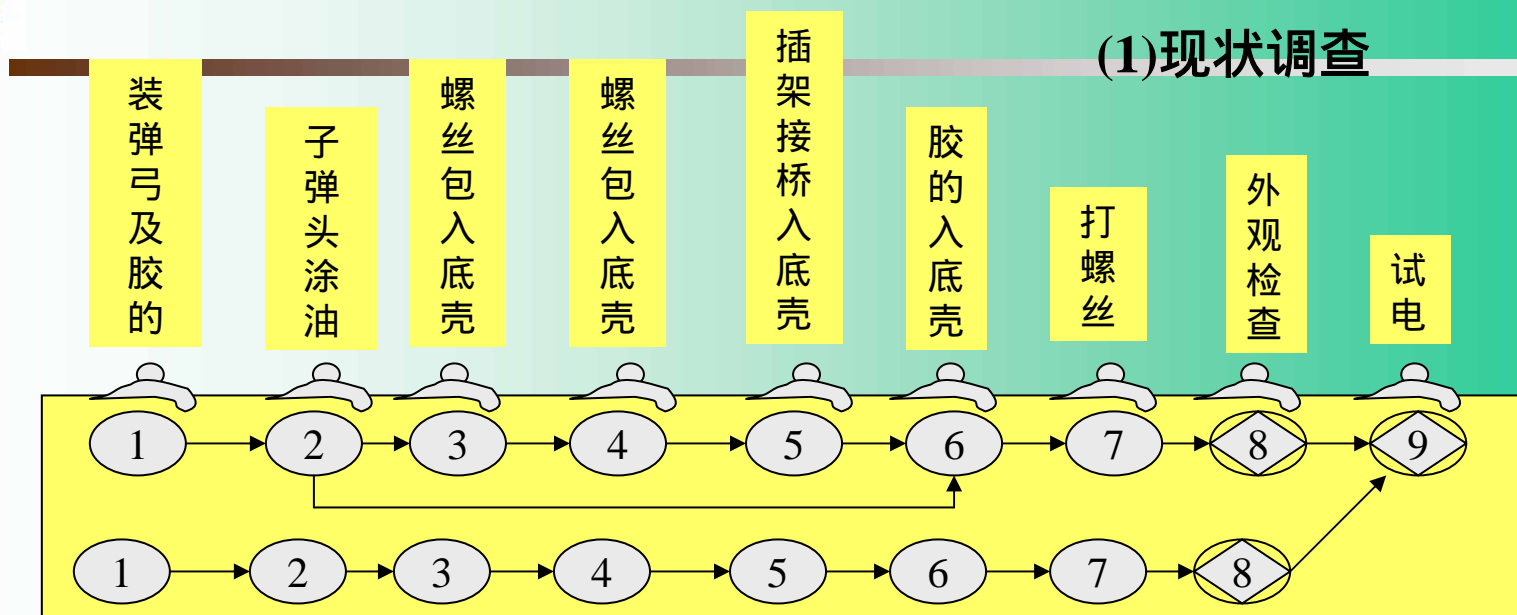 (1)现状调查
装弹弓及胶的
子弹头涂油
螺丝包入底壳
螺丝包入底壳
插架接桥入底壳
胶的入底壳
打螺丝
外观检查
试电
1 2 3 4 5 6 7 8 9
1 2 3 4 5 6 7 8